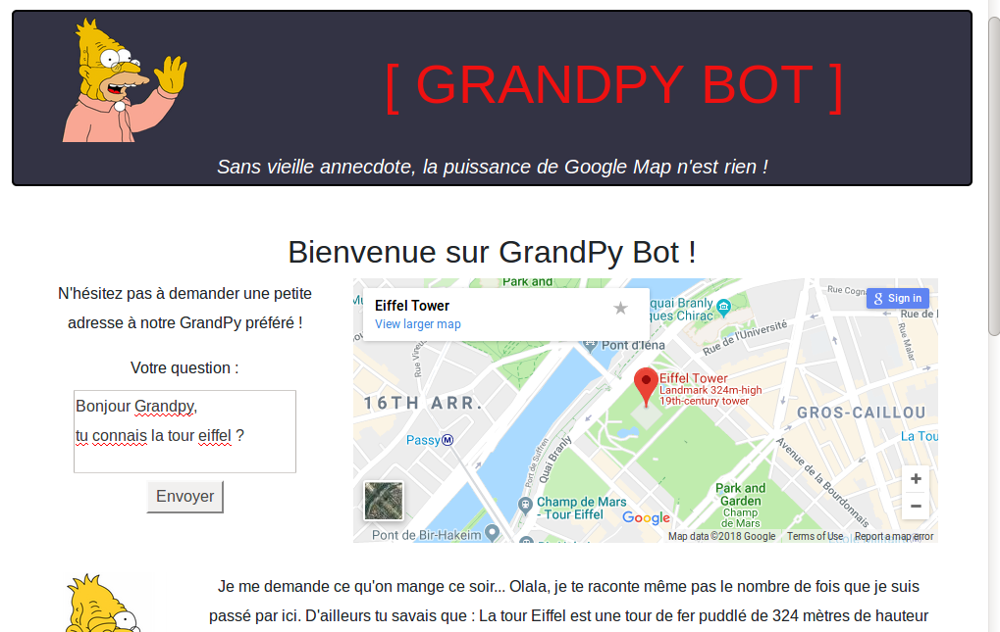 [ GRANDPY BOT ]
Sans vieille annecdote, la puissance de Google Map n'est rien !
Bienvenue sur GrandPy Bot !
N'hésitez pas à demander une petite
adresse à notre GrandPy préféré !
Votre question :
Bonjour Grandpy,
tu connais la tour eiffel ?
Envoyer
Park and
Eiffel Tower
View larger map
quai Branly
ques Chirac
Rue Cogna
Sign in
Rue de l
Rue de l'Université
Rue Malar
Pont d'Iéna
Eiffel Tower
Landmark 324m-high
19th-century tower
16TH ARR.
GROS-CAILLOU
Passy
M
La Tou
Port de Suffren
Quai Branly
Avenue de la Bourdonnais
Park and
Garden
Champ
de Mars
Champ de Mars
- Tour Eiffel
Google
+
−
Pont de Bir-Hakeim
Map data ©2018 Google
Terms of Use
Report a map error
Je me demande ce qu'on mange ce soir... Olala, je te raconte même pas le nombre de fois que je suis
passé par ici. D'ailleurs tu savais que : La tour Eiffel est une tour de fer puddlé de 324 mètres de hauteur